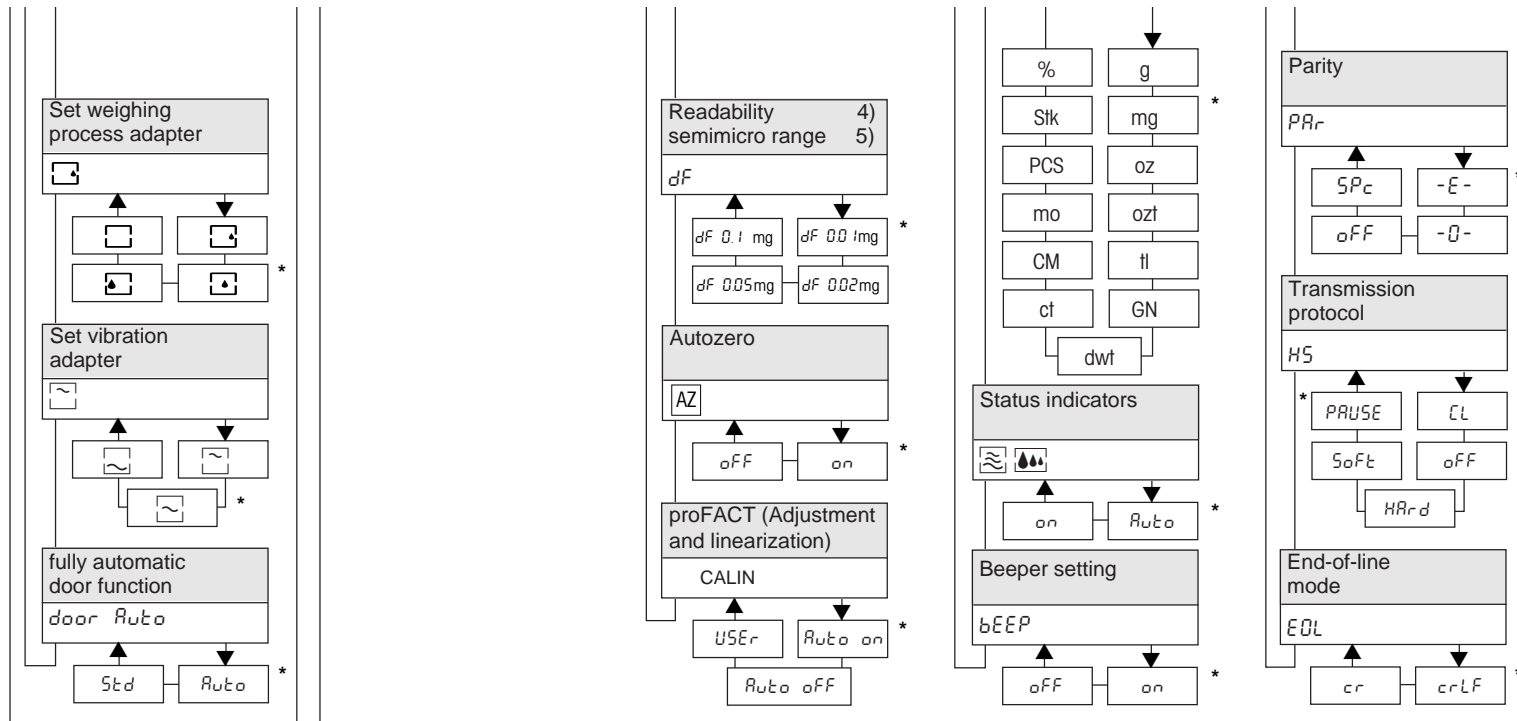 Set weighing
process adapter
*
Set vibration
adapter
*
fully automatic
door function
door Auto
Std
Auto
*
Readability 4)
semimicro range 5)
dF
dF 0.1 mg
dF 0.01mg
*
dF 0.05mg
dF 0.02mg
Autozero
AZ
oFF
on
*
proFACT (Adjustment
and linearization)
CALIN
USEr
Auto on
*
Auto oFF
%
g
Stk
mg
*
PCS
oz
mo
ozt
CM
tl
ct
GN
dwt
Status indicators
on
Auto
*
Beeper setting
bEEP
oFF
on
*
Parity
PAr
SPc
-E-
*
oFF
-O-
Transmission
protocol
HS
*
PAUSE
CL
SoFt
oFF
HArd
End-of-line
mode
EOL
cr
crLF
*